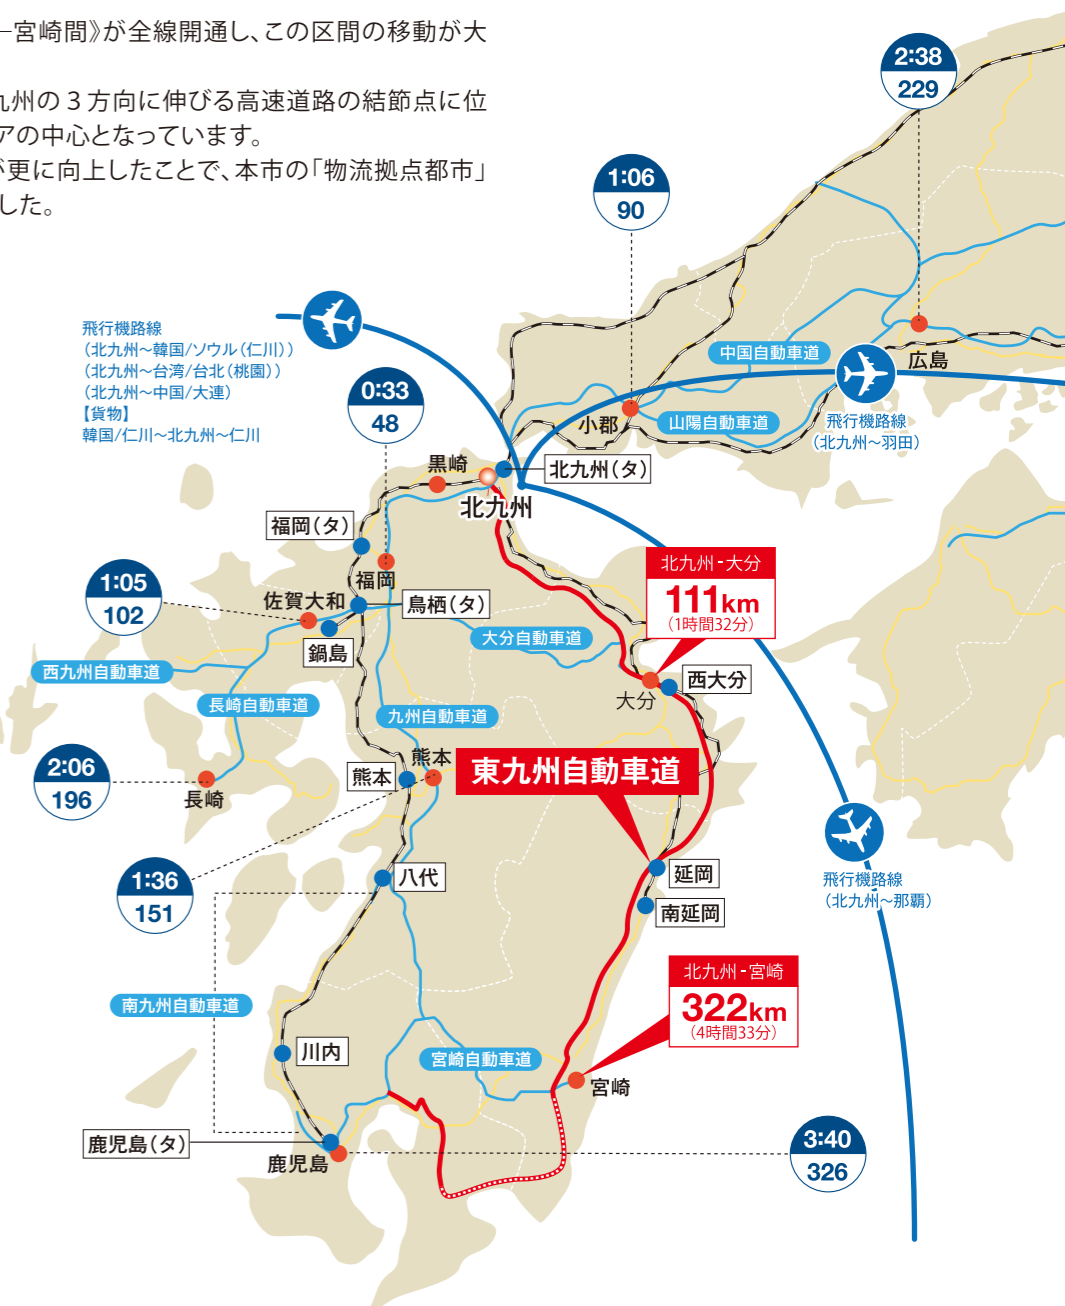 ─宮崎間》が全線開通し、この区間の移動が大
九州の３方向に伸びる高速道路の結節点に位
アの中心となっています。
が更に向上したことで、本市の「物流拠点都市」
した。
2:38
229
1:06
90
飛行機路線
（北九州～韓国/ソウル（仁川））
（北九州～台湾/台北（桃園））
（北九州～中国/大連）
【貨物】
韓国/仁川～北九州～仁川
0:33
48
中国自動車道
広島
小郡
山陽自動車道
飛行機路線
（北九州～羽田）
黒崎
北九州（タ）
北九州
福岡（タ）
福岡
北九州-大分
111km
（1時間32分）
1:05
102
佐賀大和
鳥栖（タ）
鍋島
大分自動車道
西九州自動車道
長崎自動車道
九州自動車道
大分
西大分
2:06
196
長崎
熊本
熊本
東九州自動車道
1:36
151
八代
延岡
南延岡
飛行機路線
（北九州～那覇）
北九州-宮崎
322km
（4時間33分）
南九州自動車道
川内
宮崎自動車道
宮崎
鹿児島（タ）
鹿児島
3:40
326